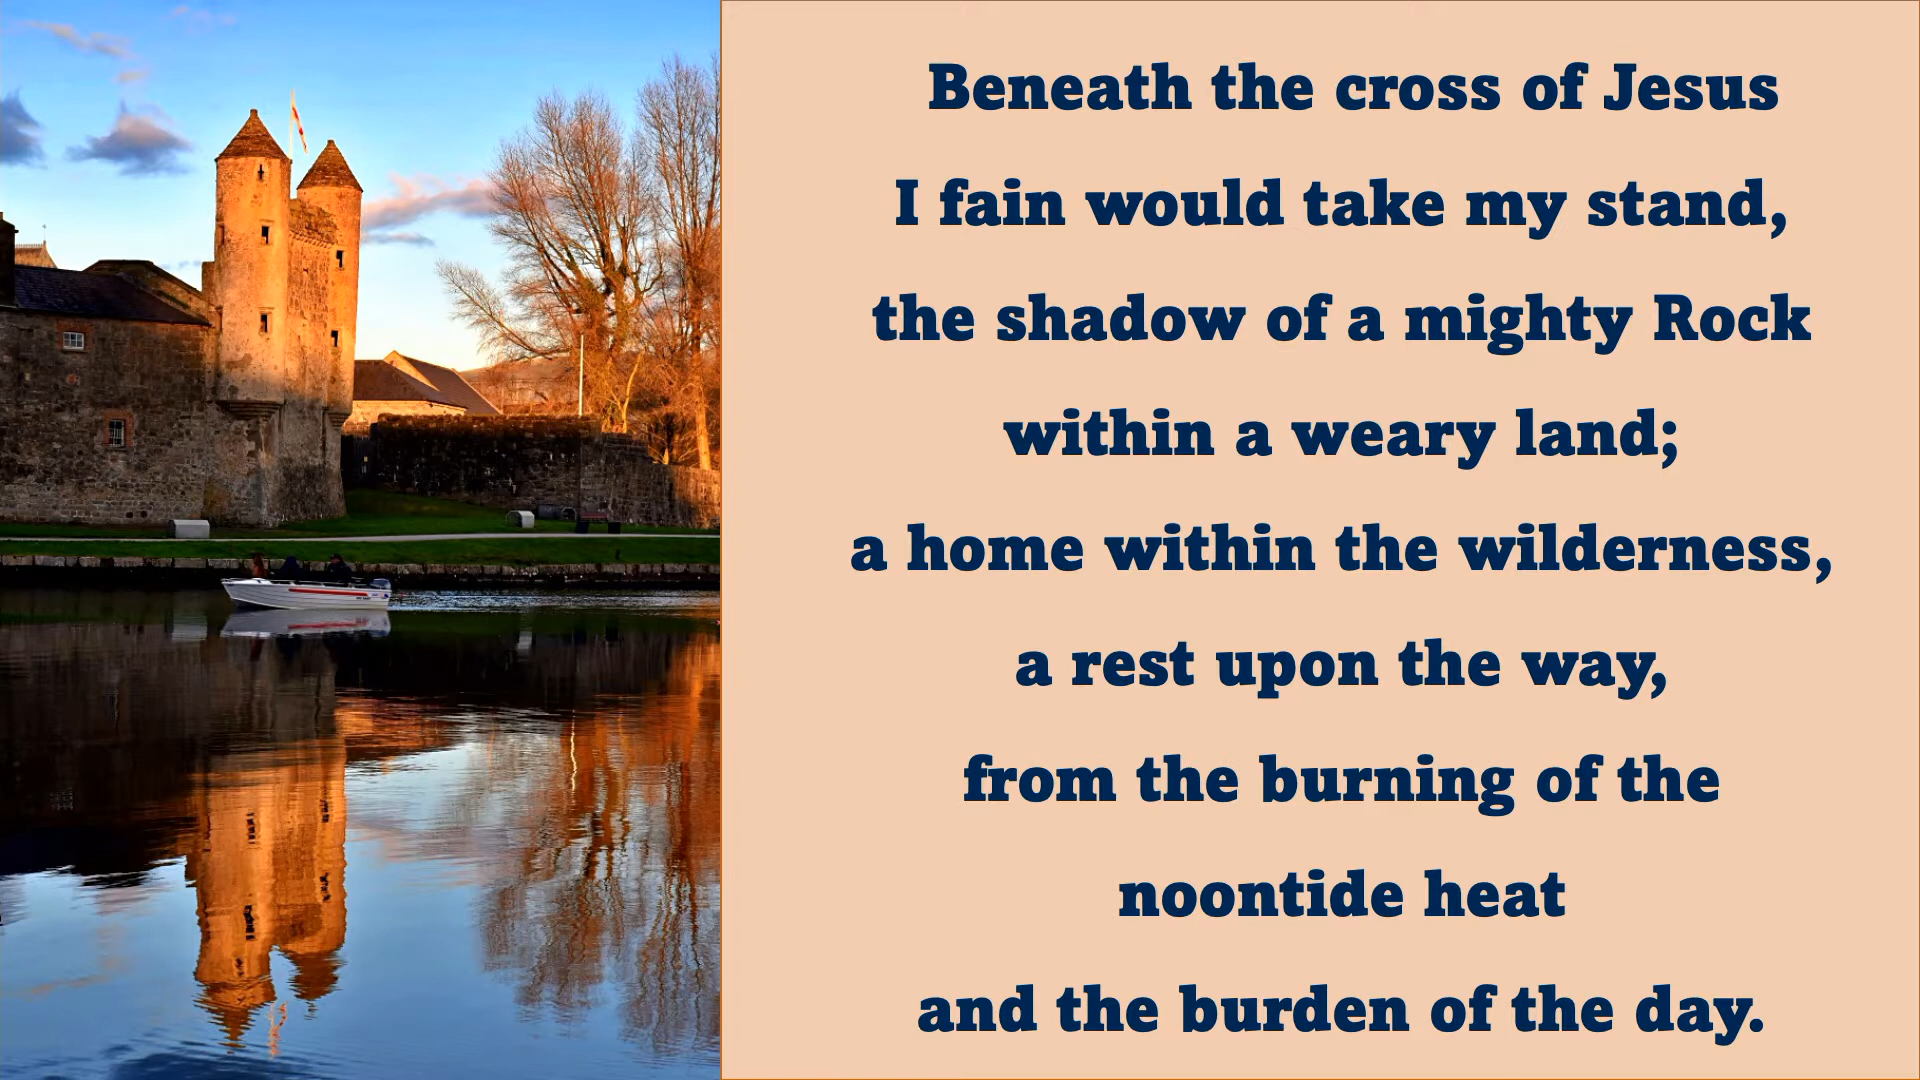 Beneath the cross of Jesus
I fain would take my stand,
the shadow of a mighty Rock
within a weary land;
a home within the wilderness,
a rest upon the way,
from the burning of the
noontide heat
and the burden of the day.